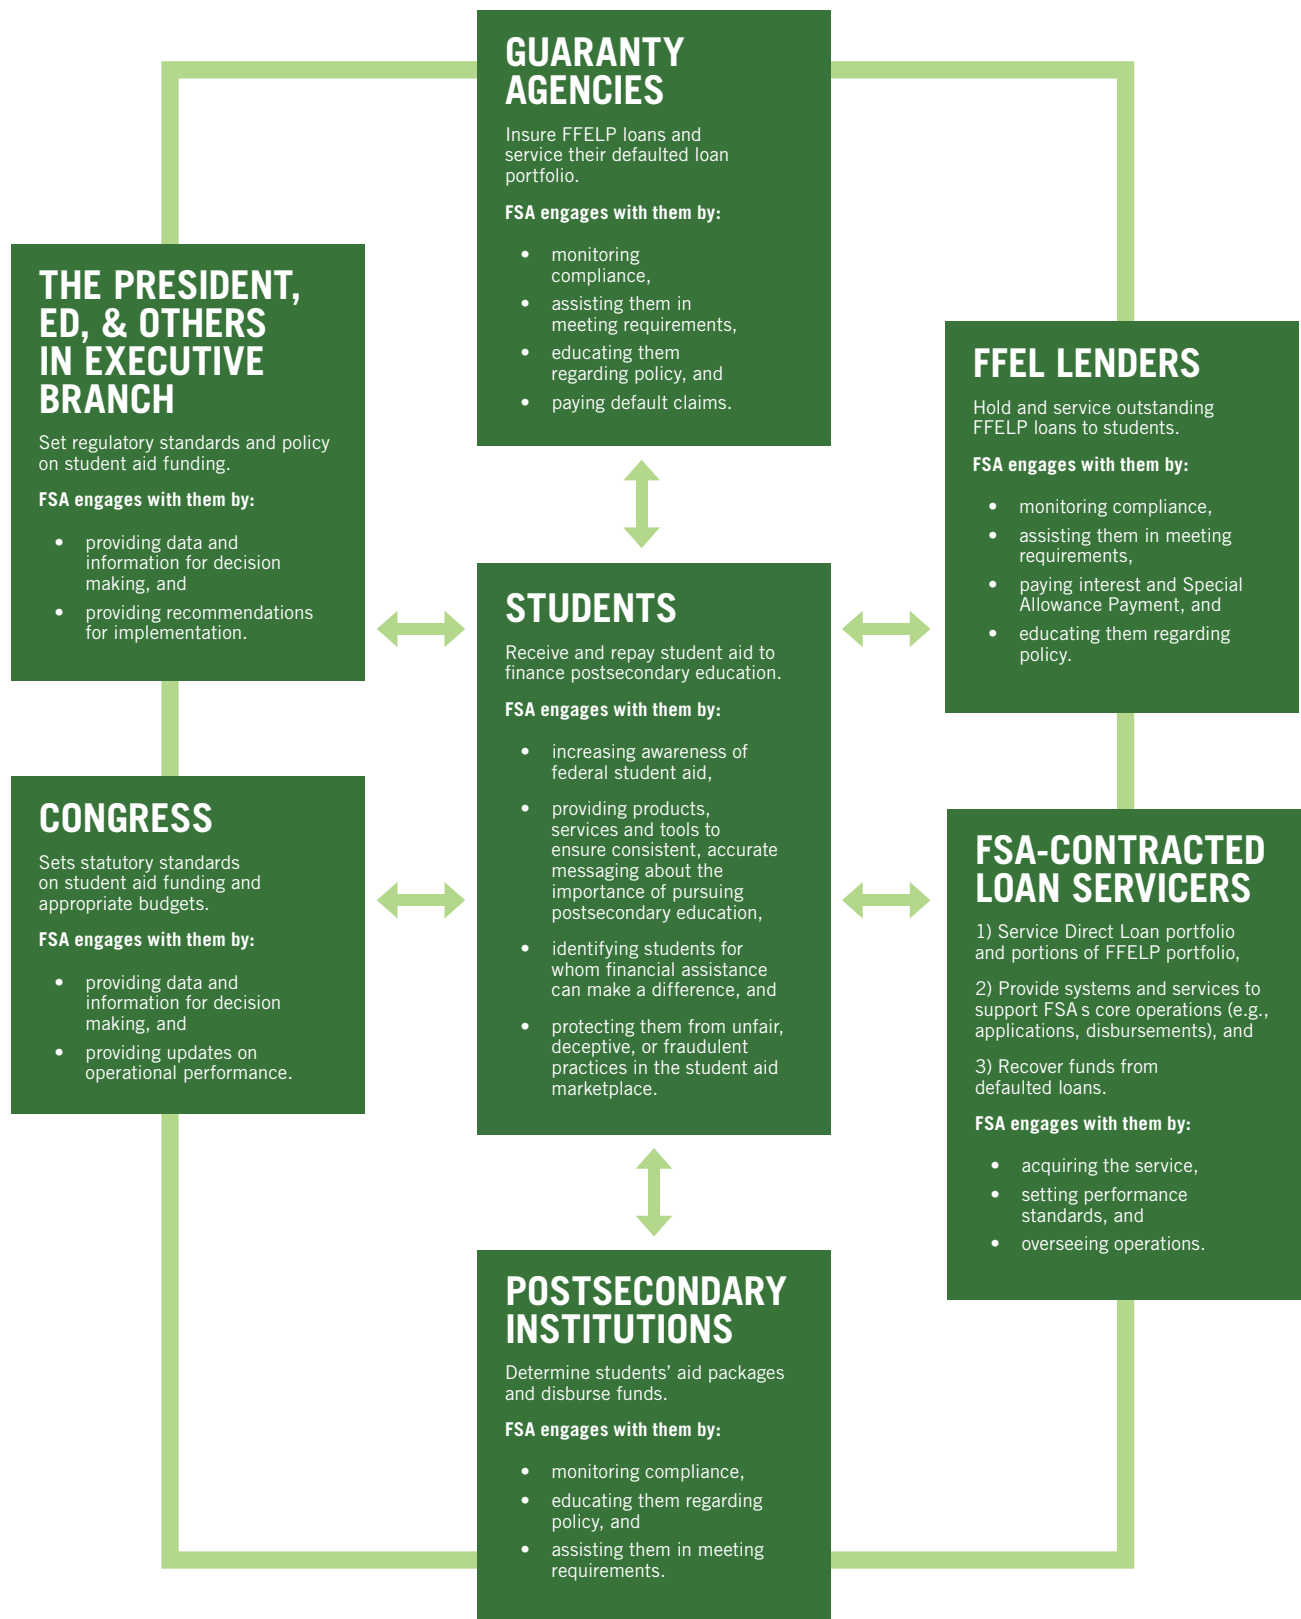 GUARANTY
AGENCIES
Insure FFELP loans and
service their defaulted loan
portfolio.
FSA engages with them by:
• monitoring
compliance,
• assisting them in
meeting requirements,
• educating them
regarding policy, and
• paying default claims.
THE PRESIDENT,
ED, & OTHERS
IN EXECUTIVE
BRANCH
Set regulatory standards and policy
on student aid funding.
FSA engages with them by:
• providing data and
information for decision
making, and
• providing recommendations
for implementation.
FFEL LENDERS
Hold and service outstanding
FFELP loans to students.
FSA engages with them by:
• monitoring compliance,
• assisting them in meeting
requirements,
• paying interest and Special
Allowance Payment, and
• educating them regarding
policy.
STUDENTS
Receive and repay student aid to
finance postsecondary education.
FSA engages with them by:
• increasing awareness of
federal student aid,
• providing products,
services and tools to
ensure consistent, accurate
messaging about the
importance of pursuing
postsecondary education,
• identifying students for
whom financial assistance
can make a difference, and
• protecting them from unfair,
deceptive, or fraudulent
practices in the student aid
marketplace.
CONGRESS
Sets statutory standards
on student aid funding and
appropriate budgets.
FSA engages with them by:
• providing data and
information for decision
making, and
• providing updates on
operational performance.
FSA-CONTRACTED
LOAN SERVICERS
1) Service Direct Loan portfolio
and portions of FFELP portfolio,
2) Provide systems and services to
support FSA s core operations (e.g.,
applications, disbursements), and
3) Recover funds from
defaulted loans.
FSA engages with them by:
• acquiring the service,
• setting performance
standards, and
• overseeing operations.
POSTSECONDARY
INSTITUTIONS
Determine students’ aid packages
and disburse funds.
FSA engages with them by:
• monitoring compliance,
• educating them regarding
policy, and
• assisting them in meeting
requirements.